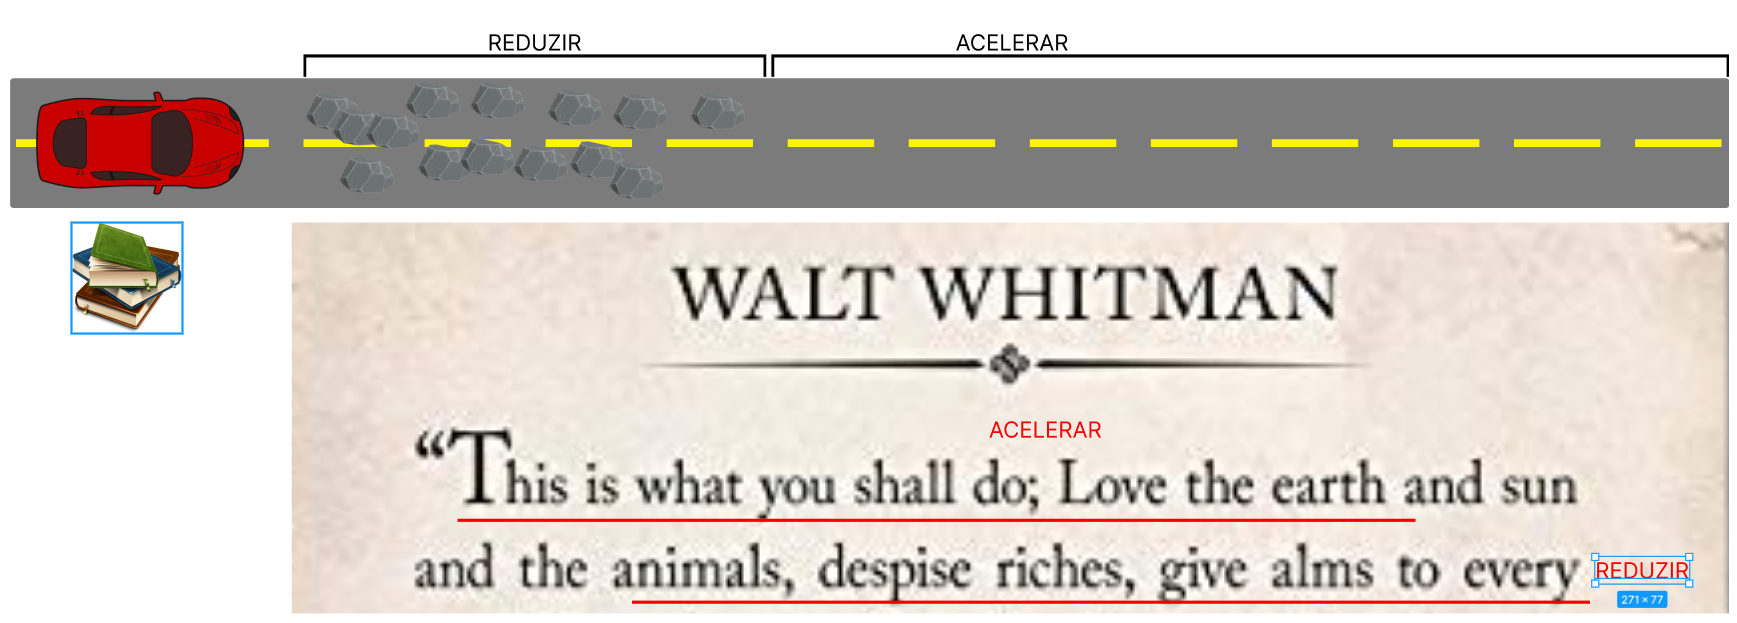 REDUZIR ACELERAR
WALT WHITMAN
ACELERAR
“This is what you shall do; Love the earth and sun
and the animals, despise riches, give alms to every REDUZIR
271 × 77